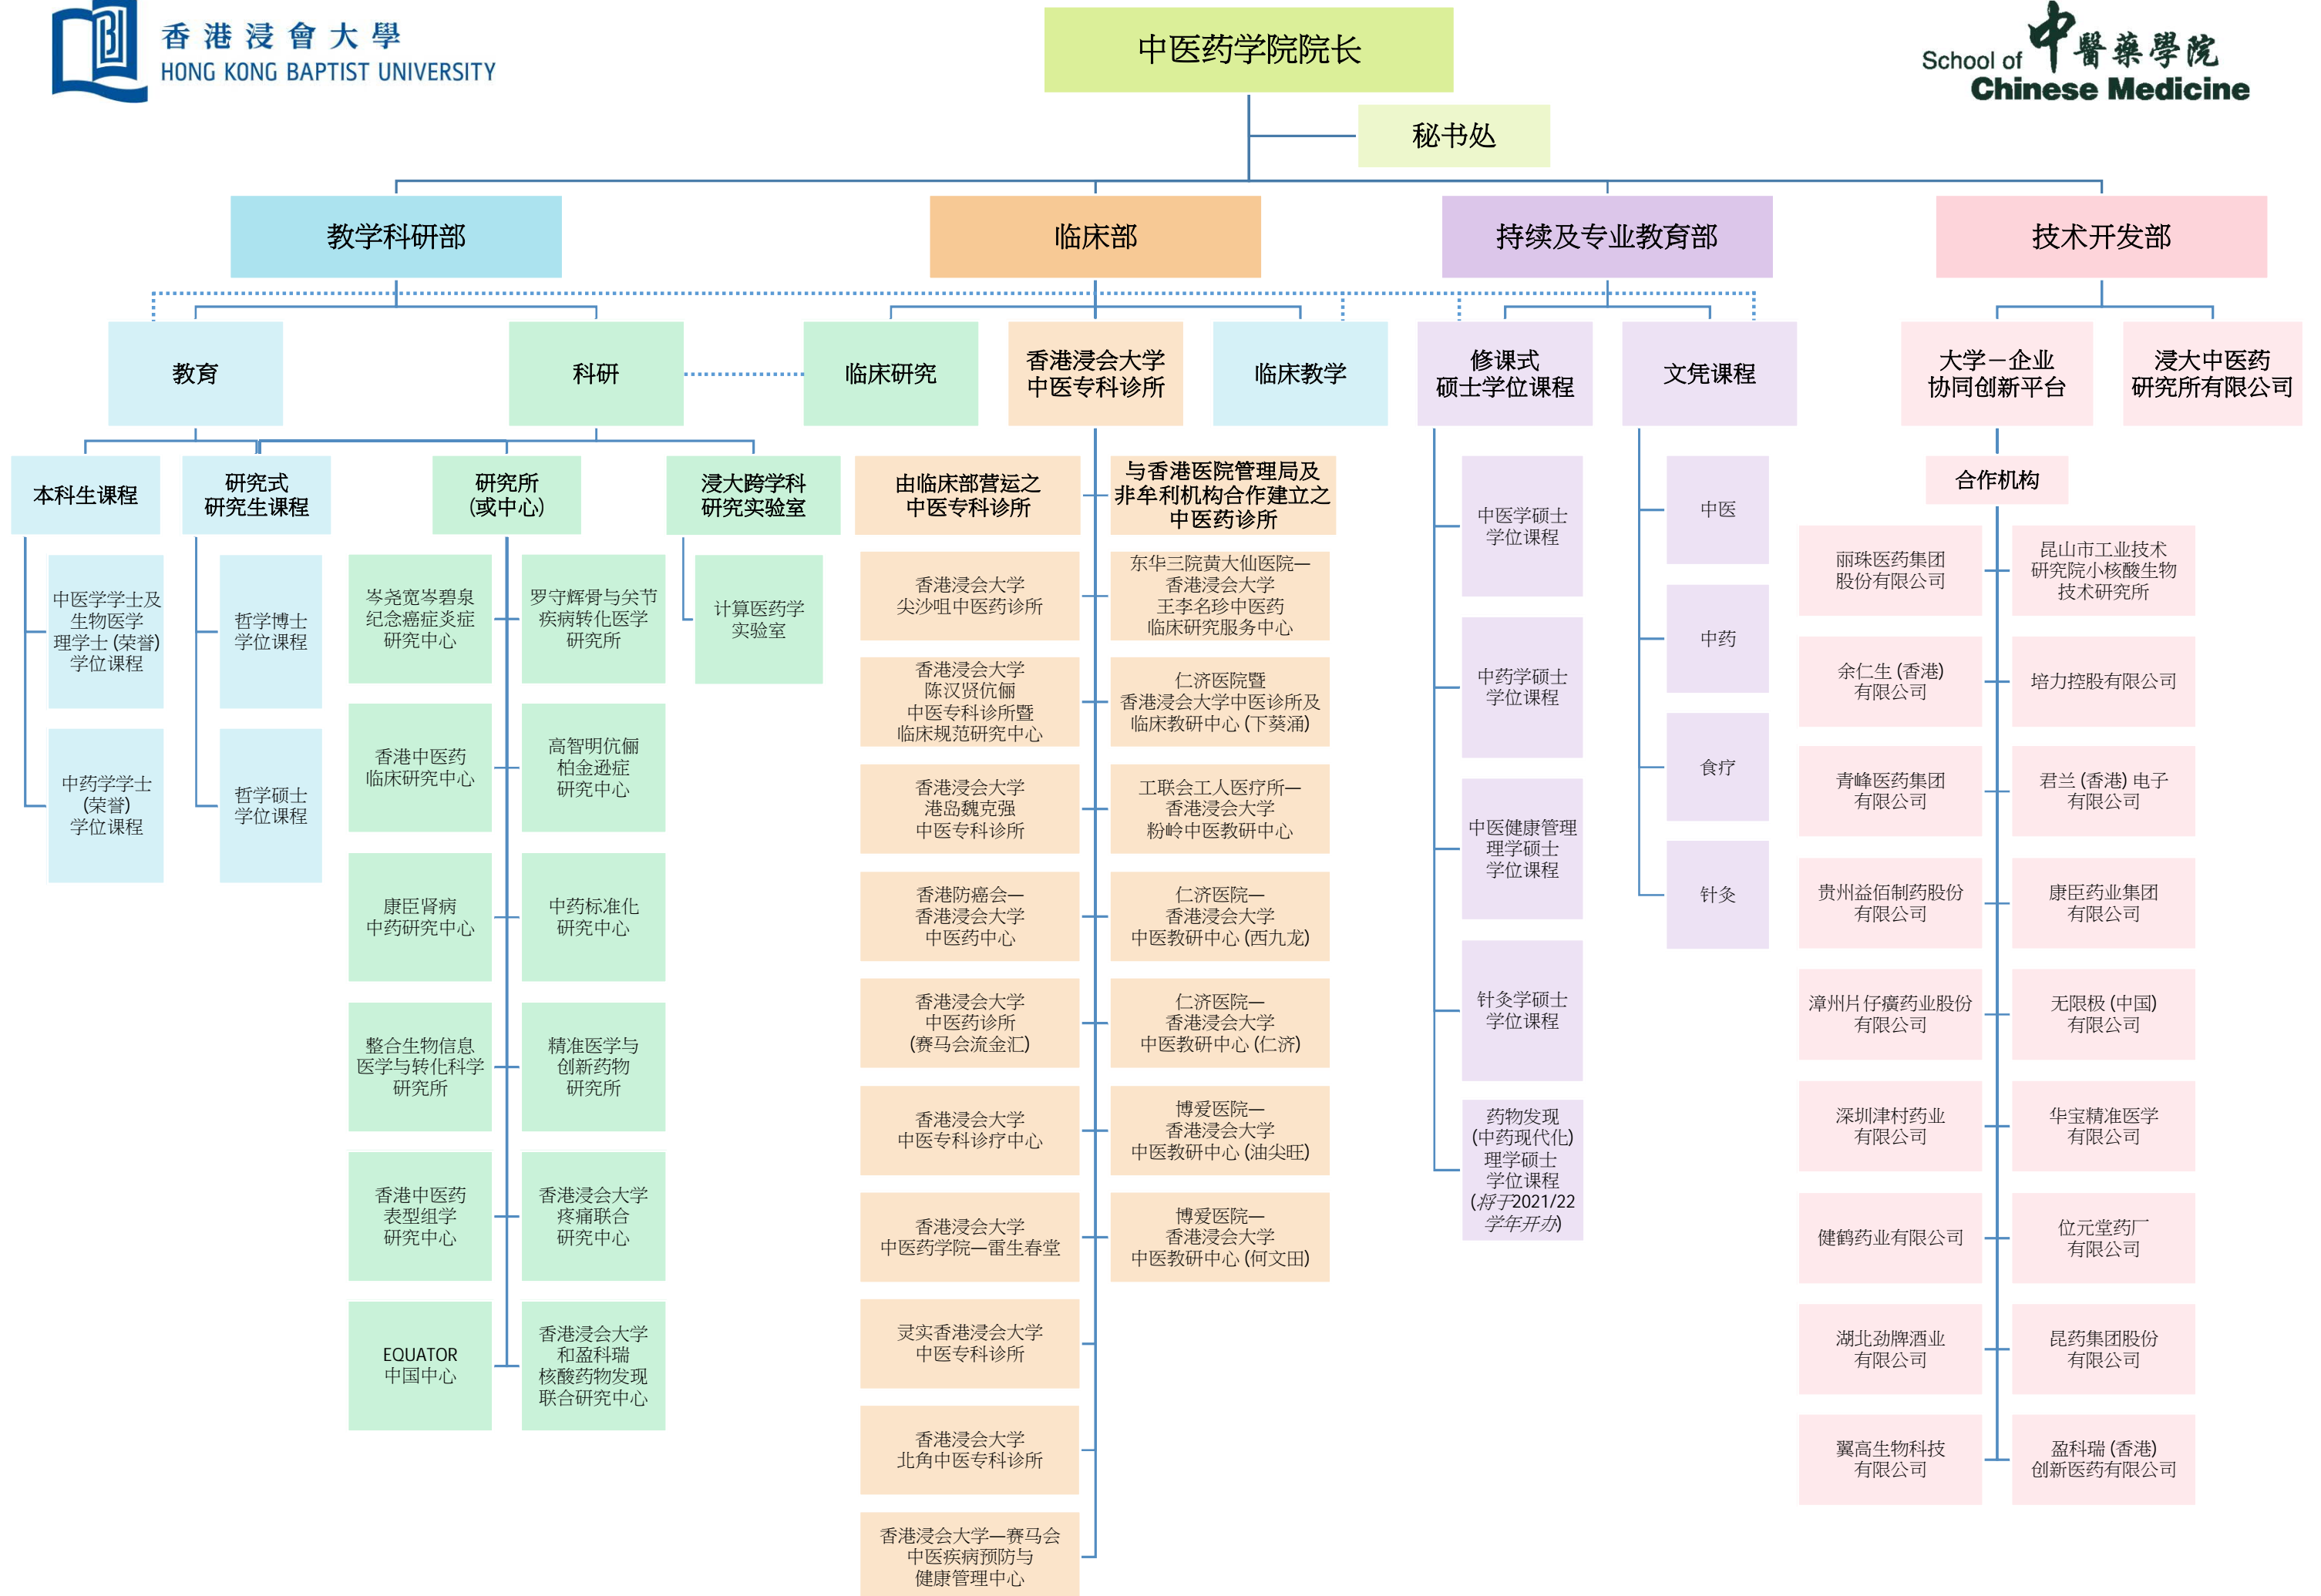 香港浸會大學
HONG KONG BAPTIST UNIVERSITY
School of 中醫藥學院
Chinese Medicine
中医药学院院长
秘书处
教学科研部
临床部
持续及专业教育部
技术开发部
教育
科研
临床研究
香港浸会大学
中医专科诊所
临床教学
修课式
硕士学位课程
文凭课程
大学－企业
协同创新平台
浸大中医药
研究所有限公司
本科生课程
研究式
研究生课程
研究所
(或中心)
浸大跨学科
研究实验室
由临床部营运之
中医专科诊所
与香港医院管理局及
非牟利机构合作建立之
中医药诊所
合作机构
中医学学士及
生物医学
理学士 (荣誉)
学位课程
中药学学士
(荣誉)
学位课程
哲学博士
学位课程
哲学硕士
学位课程
岑尧宽岑碧泉
纪念癌症炎症
研究中心
罗守辉骨与关节
疾病转化医学
研究所
香港中医药
临床研究中心
高智明伉俪
柏金逊症
研究中心
康臣肾病
中药研究中心
中药标准化
研究中心
整合生物信息
医学与转化科学
研究所
精准医学与
创新药物
研究所
香港中医药
表型组学
研究中心
香港浸会大学
疼痛联合
研究中心
EQUATOR
中国中心
香港浸会大学
和盈科瑞
核酸药物发现
联合研究中心
计算医药学
实验室
香港浸会大学
尖沙咀中医药诊所
香港浸会大学
陈汉贤伉俪
中医专科诊所暨
临床规范研究中心
香港浸会大学
港岛魏克强
中医专科诊所
香港防癌会—
香港浸会大学
中医药中心
香港浸会大学
中医药诊所
(赛马会流金汇)
香港浸会大学
中医专科诊疗中心
香港浸会大学
中医药学院—雷生春堂
灵实香港浸会大学
中医专科诊所
香港浸会大学
北角中医专科诊所
香港浸会大学—赛马会
中医疾病预防与
健康管理中心
东华三院黄大仙医院—
香港浸会大学
王李名珍中医药
临床研究服务中心
仁济医院暨
香港浸会大学中医诊所及
临床教研中心 (下葵涌)
工联会工人医疗所—
香港浸会大学
粉岭中医教研中心
仁济医院—
香港浸会大学
中医教研中心 (西九龙)
仁济医院—
香港浸会大学
中医教研中心 (仁济)
博爱医院—
香港浸会大学
中医教研中心 (油尖旺)
博爱医院—
香港浸会大学
中医教研中心 (何文田)
中医学硕士
学位课程
中药学硕士
学位课程
中医健康管理
理学硕士
学位课程
针灸学硕士
学位课程
药物发现
(中药现代化)
理学硕士
学位课程
(将于2021/22
学年开办)
中医
中药
食疗
针灸
丽珠医药集团
股份有限公司
昆山市工业技术
研究院小核酸生物
技术研究所
余仁生 (香港)
有限公司
培力控股有限公司
青峰医药集团
有限公司
君兰 (香港) 电子
有限公司
贵州益佰制药股份
有限公司
康臣药业集团
有限公司
漳州片仔癀药业股份
有限公司
无限极 (中国)
有限公司
深圳津村药业
有限公司
华宝精准医学
有限公司
健鹤药业有限公司
位元堂药厂
有限公司
湖北劲牌酒业
有限公司
昆药集团股份
有限公司
翼高生物科技
有限公司
盈科瑞 (香港)
创新医药有限公司